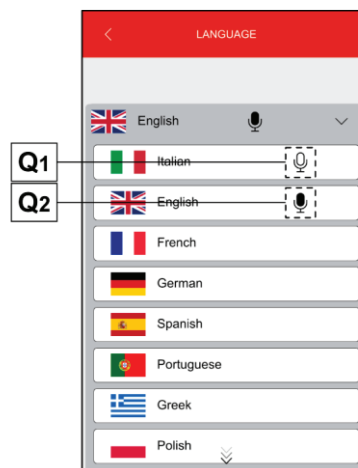 LANGUAGE
English
Q1 Italian
Q2 English
French
German
Spanish
Portuguese
Greek
Polish